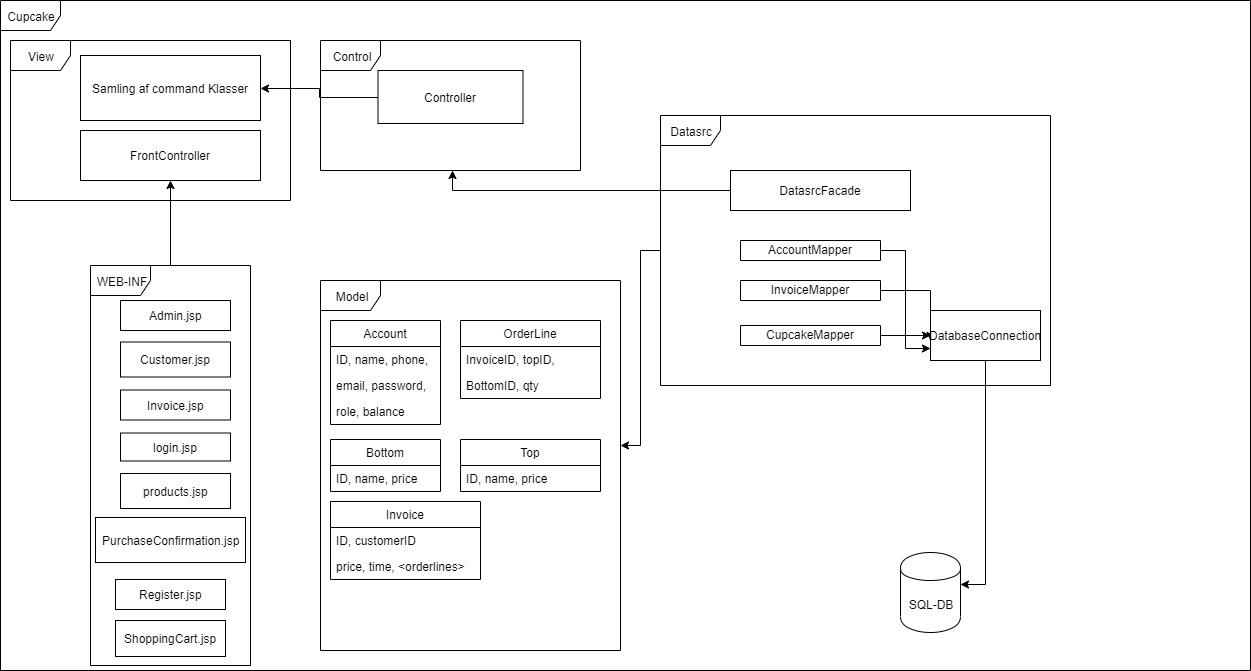 Cupcake
View
Samling af command Klasser
FrontController
Control
Controller
Datasrc
DatasrcFacade
AccountMapper
InvoiceMapper
CupcakeMapper
DatabaseConnection
WEB-INF
Admin.jsp
Customer.jsp
Invoice.jsp
login.jsp
products.jsp
PurchaseConfirmation.jsp
Register.jsp
ShoppingCart.jsp
Model
Account
ID, name, phone,
email, password,
role, balance
OrderLine
InvoiceID, topID,
BottomID, qty
Bottom
ID, name, price
Top
ID, name, price
Invoice
ID, customerID
price, time, <orderlines>
SQL-DB